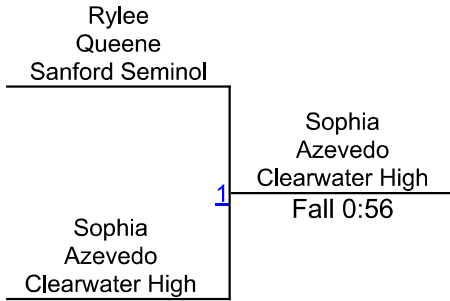 Rylee
Queene
Sanford Seminol
Sophia
Azevedo
Clearwater High
1
Fall 0:56
Sophia
Azevedo
Clearwater High